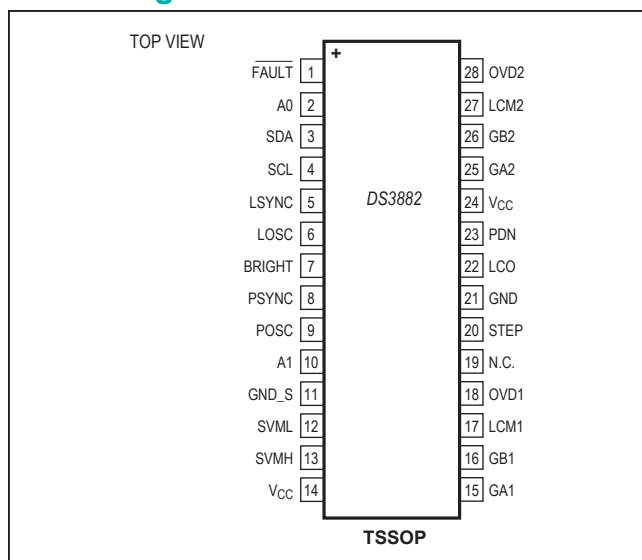 TOP VIEW
+
FAULT 1
A0 2
SDA 3
SCL 4
LSYNC 5
LOSC 6
BRIGHT 7
PSYNC 8
POSC 9
A1 10
GND_S 11
SVML 12
SVMH 13
VCC 14
DS3882
28 OVD2
27 LCM2
26 GB2
25 GA2
24 VCC
23 PDN
22 LCO
21 GND
20 STEP
19 N.C.
18 OVD1
17 LCM1
16 GB1
15 GA1
TSSOP